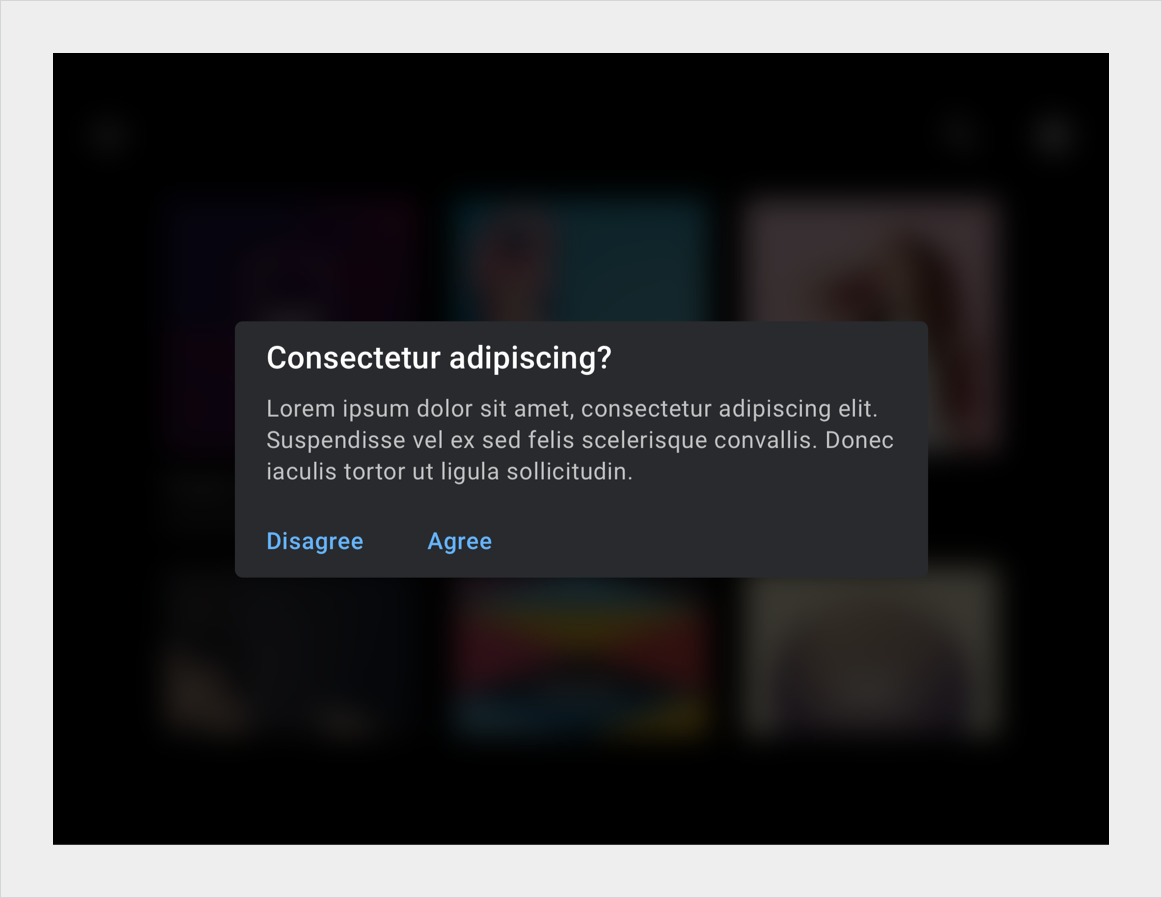 Consectetur adipiscing?
Lorem ipsum dolor sit amet, consectetur adipiscing elit.
Suspendisse vel ex sed felis scelerisque convallis. Donec
iaculis tortor ut ligula sollicitudin.
Disagree Agree